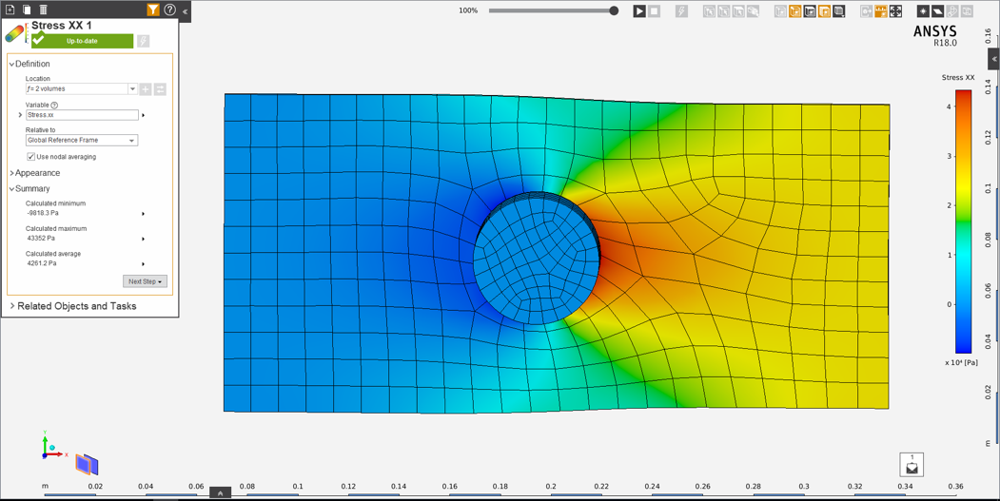 Stress XX 1
Up-to-date
Definition
Location
ƒ= 2 volumes
Variable
Stress.xx
Relative to
Global Reference Frame
Use nodal averaging
Appearance
Summary
Calculated minimum
-9818.3 Pa
Calculated maximum
43352 Pa
Calculated average
4261.2 Pa
Next Step
Related Objects and Tasks
100%
ANSYS
R18.0
Stress XX
4
3
2
1
0
x 10⁴ [Pa]
0.16
0.14
0.12
0.1
0.08
0.06
0.04
0.02
m
Y
X
1
m 0.02 0.04 0.06 0.08 0.1 0.12 0.14 0.16 0.18 0.2 0.22 0.24 0.26 0.28 0.3 0.32 0.34 0.36